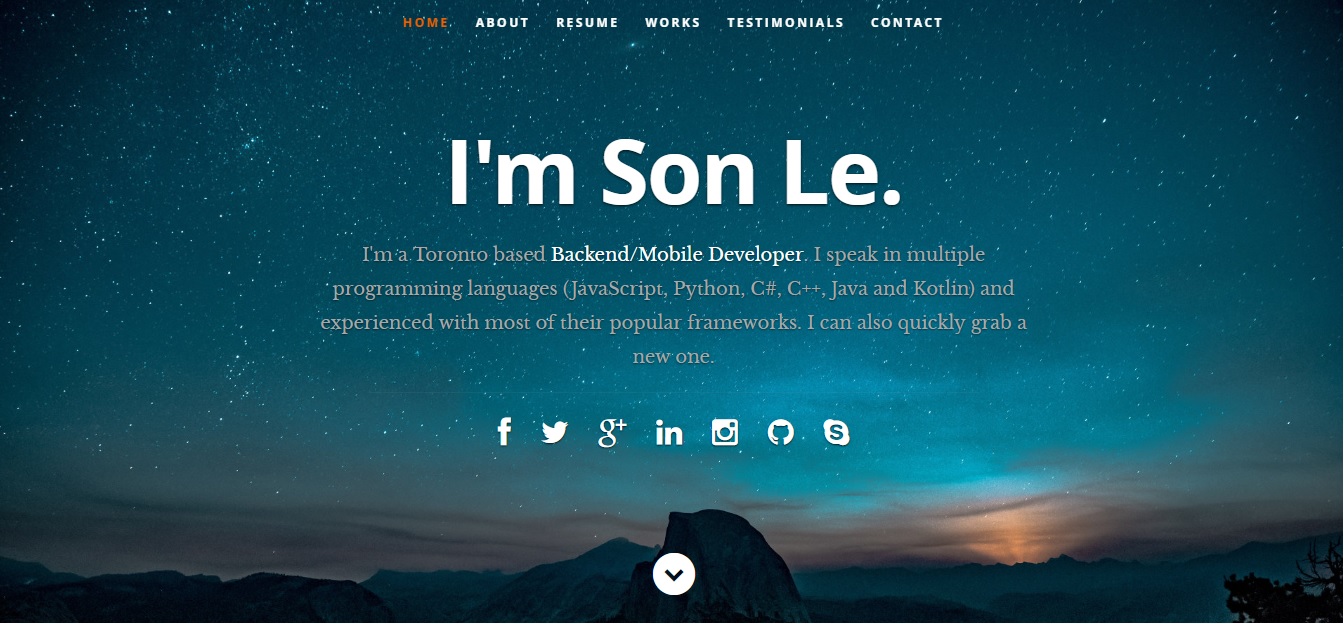 HOME ABOUT RESUME WORKS TESTIMONIALS CONTACT
I'm Son Le.
I'm a Toronto based Backend/Mobile Developer. I speak in multiple
programming languages (JavaScript, Python, C#, C++, Java and Kotlin) and
experienced with most of their popular frameworks. I can also quickly grab a
new one.